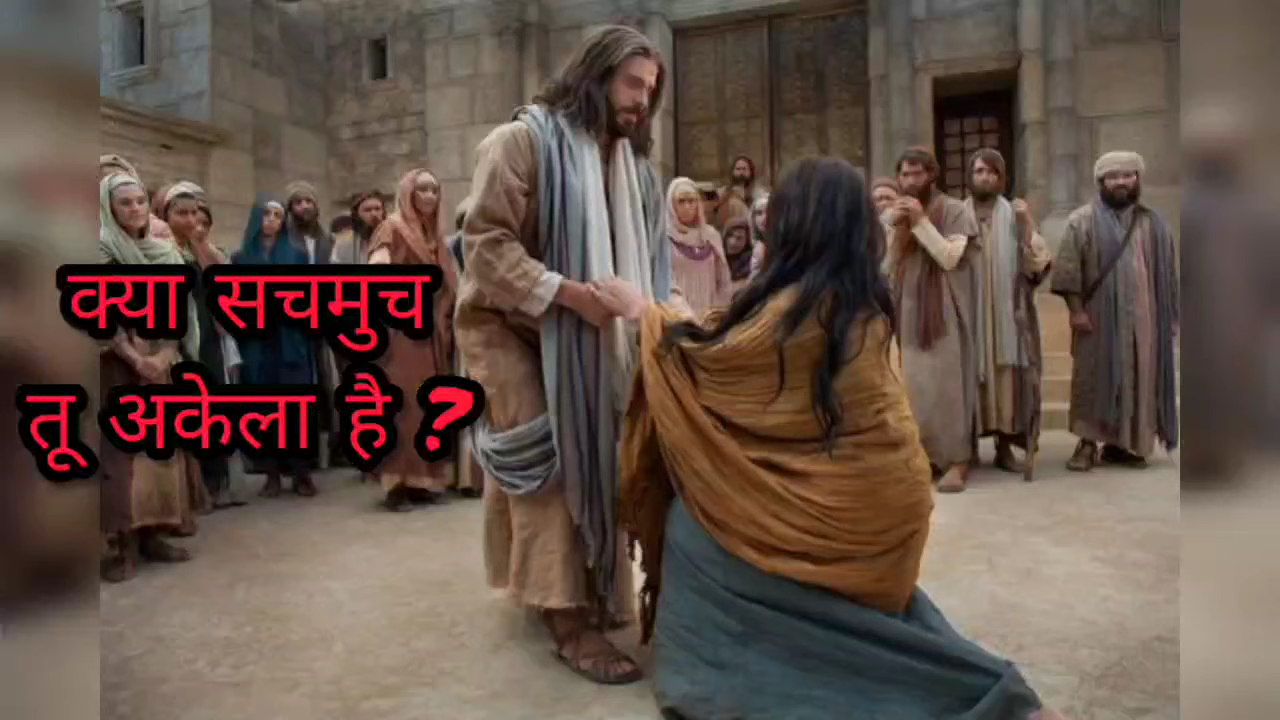 क्या सचमुच
तू अकेला है ?